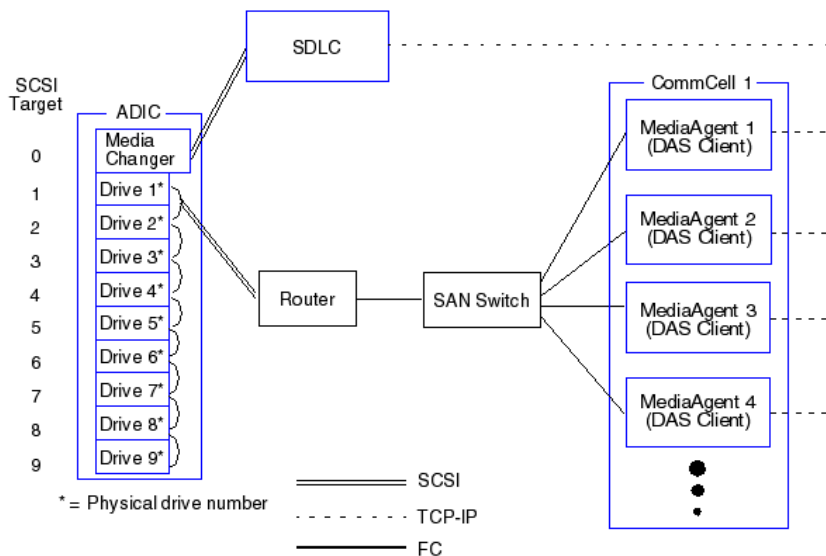 SDLC
SCSI
Target
ADIC
CommCell 1
Media
Changer
0
MediaAgent 1
(DAS Client)
Drive 1*
1
Drive 2*
2
MediaAgent 2
(DAS Client)
Drive 3*
3
Drive 4*
4
Router
SAN Switch
MediaAgent 3
(DAS Client)
Drive 5*
5
Drive 6*
6
Drive 7*
7
MediaAgent 4
(DAS Client)
Drive 8*
8
Drive 9*
9
* = Physical drive number
SCSI
TCP-IP
FC